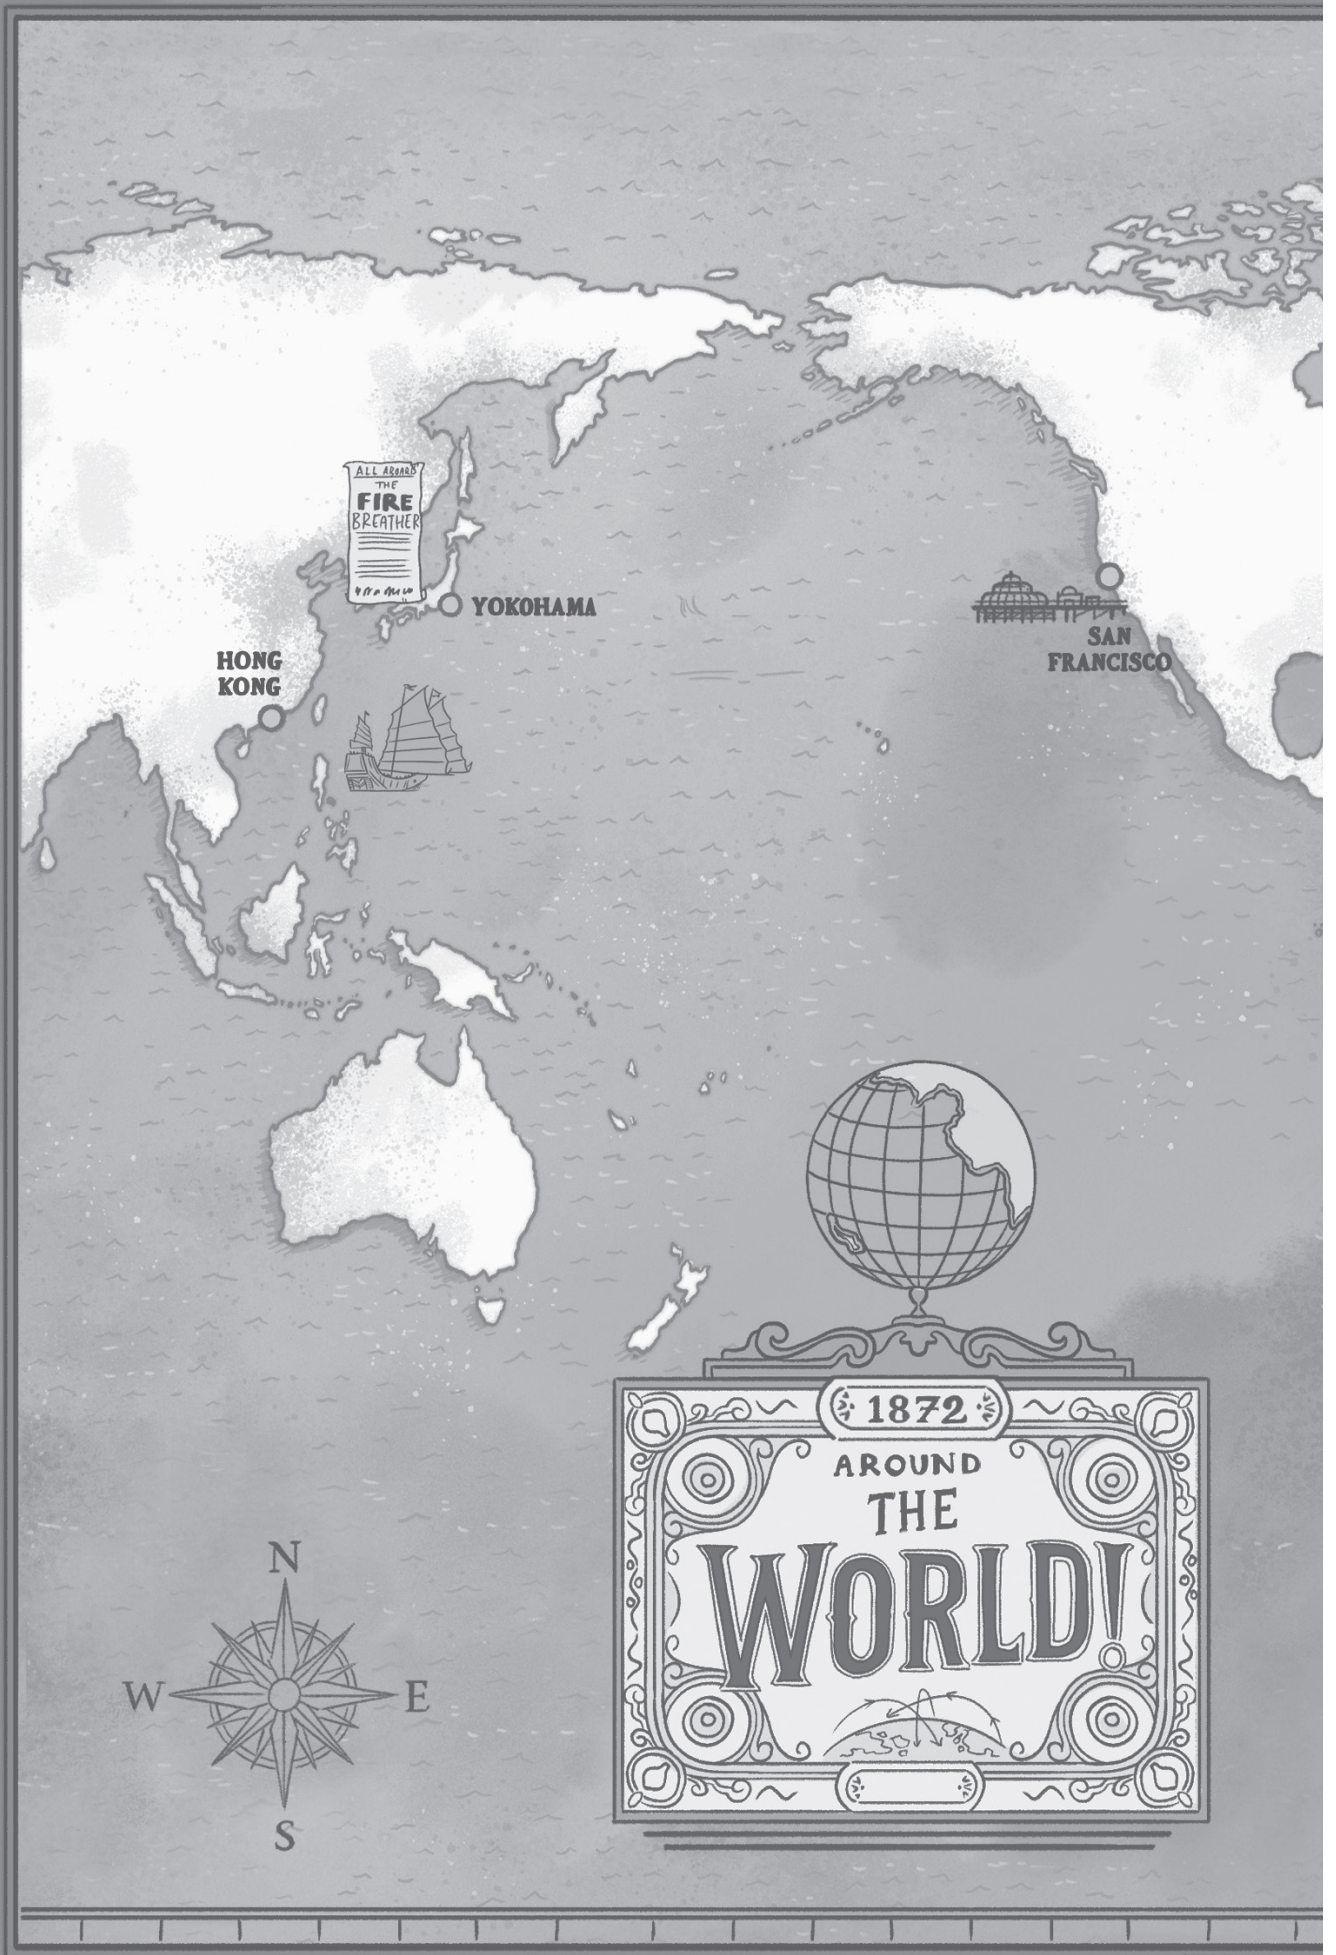 ALL ABOARD
THE
FIRE
BREATHER
YOKOHAMA
HONG
KONG
SAN
FRANCISCO
1872
AROUND
THE
WORLD!
N
W
E
S